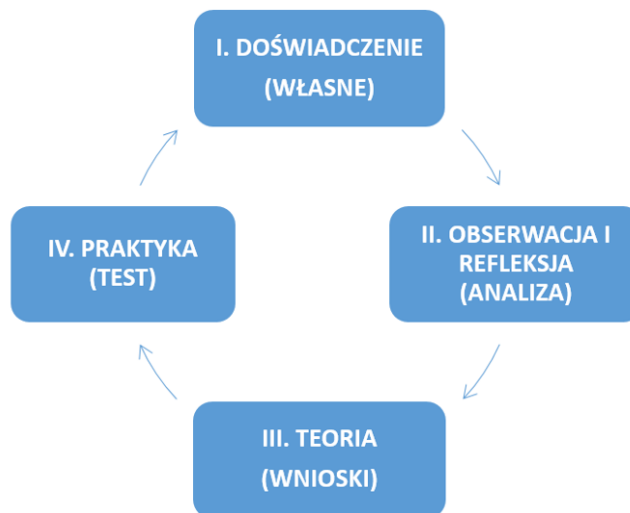 I. DOŚWIADCZENIE
(WŁASNE)
II. OBSERWACJA I
REFLEKSJA
(ANALIZA)
III. TEORIA
(WNIOSKI)
IV. PRAKTYKA
(TEST)